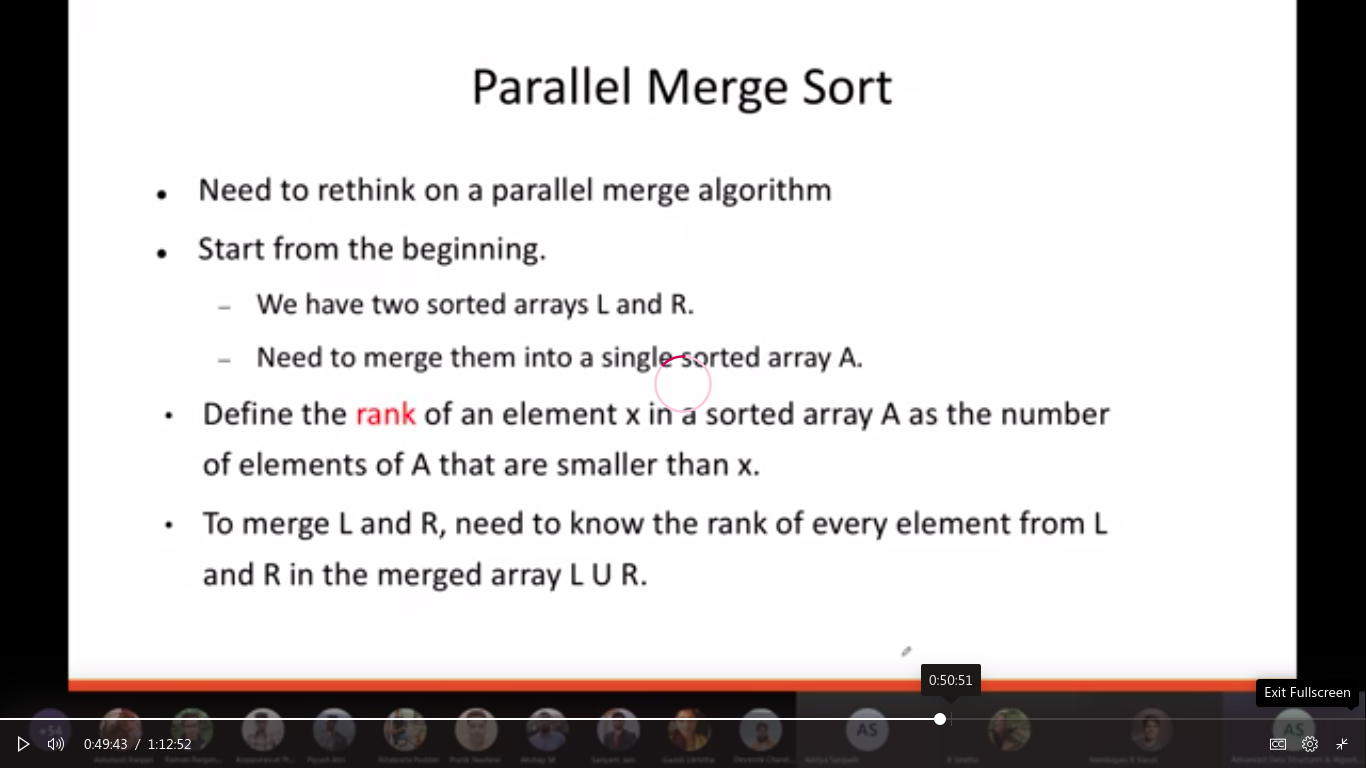 Parallel Merge Sort
• Need to rethink on a parallel merge algorithm
• Start from the beginning.
– We have two sorted arrays L and R.
– Need to merge them into a single sorted array A.
• Define the rank of an element x in a sorted array A as the number
of elements of A that are smaller than x.
• To merge L and R, need to know the rank of every element from L
and R in the merged array L U R.
0:50:51
Exit Fullscreen
AS
AS
0:49:43 / 1:12:52
CC